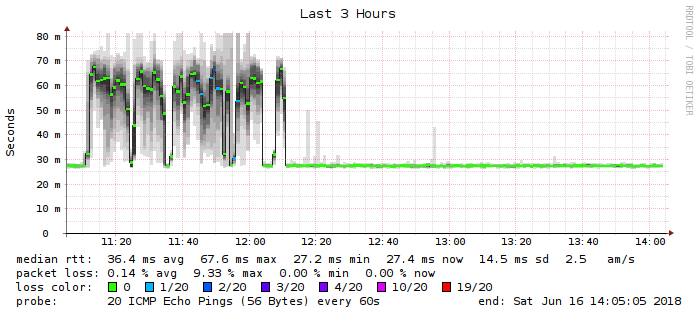 Last 3 Hours
RRDTOOL / TOBI OETIKER
Seconds
80 m
70 m
60 m
50 m
40 m
30 m
20 m
10 m
0
11:20 11:40 12:00 12:20 12:40 13:00 13:20 13:40 14:00
median rtt: 36.4 ms avg 67.6 ms max 27.2 ms min 27.4 ms now 14.5 ms sd 2.5 am/s
packet loss: 0.14 % avg 9.33 % max 0.00 % min 0.00 % now
loss color: 0 1/20 2/20 3/20 4/20 10/20 19/20
probe: 20 ICMP Echo Pings (56 Bytes) every 60s end: Sat Jun 16 14:05:05 2018